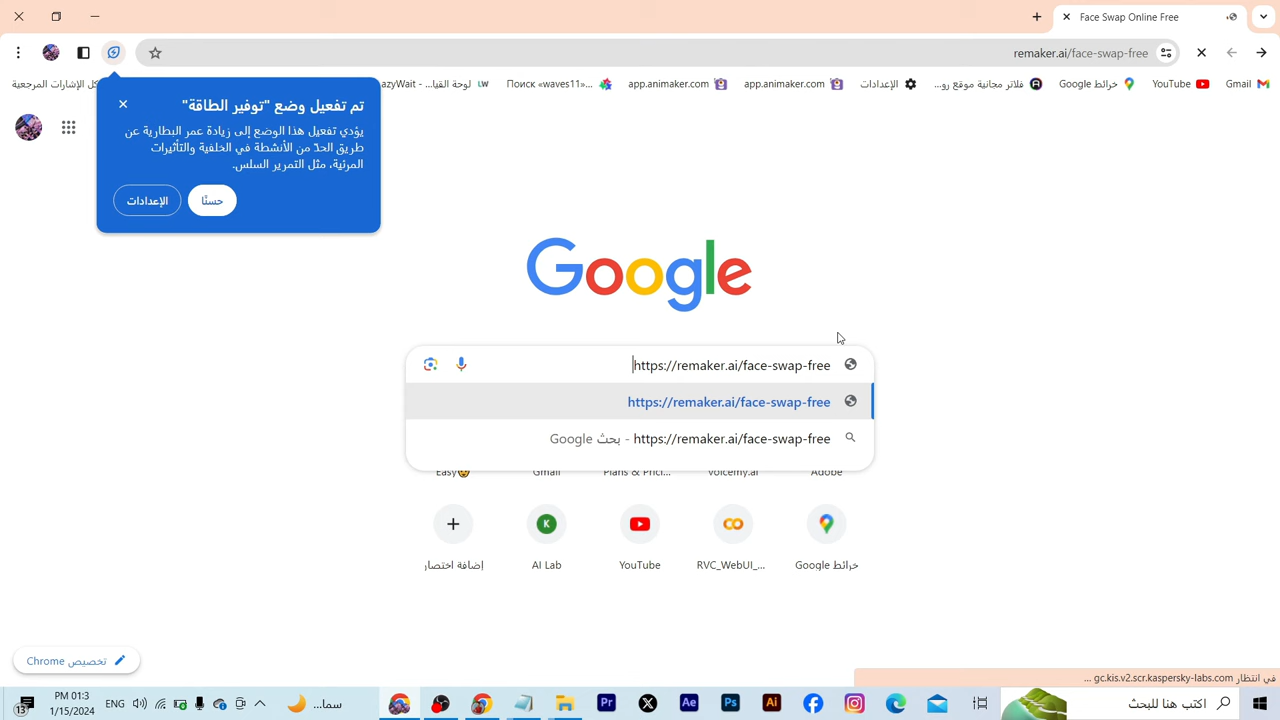 Face Swap Online Free
remaker.ai/face-swap-free
Gmail
YouTube
خرائط Google
فلاتر مجانية موقع رو...
الإعدادات
app.animaker.com
app.animaker.com
Поиск «waves11»...
لوحة القيا... - azyWait
كل الإشارات المرجعية
تم تفعيل وضع "توفير الطاقة"
يؤدي تفعيل هذا الوضع إلى زيادة عمر البطارية عن
طريق الحدّ من الأنشطة في الخلفية والتأثيرات
المرئية، مثل التمرير السلس.
حسنًا
الإعدادات
Google
https://remaker.ai/face-swap-free
https://remaker.ai/face-swap-free
https://remaker.ai/face-swap-free - بحث Google
Adobe
voicemy.ai
Plans & Prici...
Gmail
Easy🤯
خرائط Google
RVC_WebUI_...
YouTube
AI Lab
إضافة اختصار
تخصيص Chrome
في انتظار gc.kis.v2.scr.kaspersky-labs.com ...
اكتب هنا للبحث
سما...
ENG
PM 01:3
1/15/2024
13